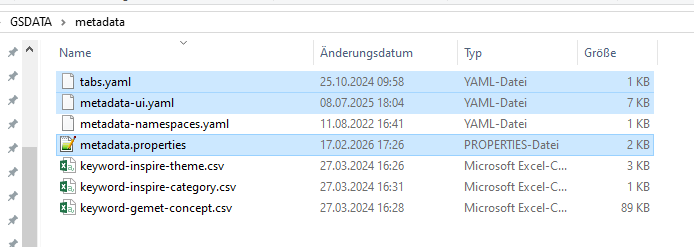 GSDATA > metadata
Name Änderungsdatum Typ Größe
tabs.yaml 25.10.2024 09:58 YAML-Datei 1 KB
metadata-ui.yaml 08.07.2025 18:04 YAML-Datei 7 KB
metadata-namespaces.yaml 11.08.2022 16:41 YAML-Datei 1 KB
metadata.properties 17.02.2026 17:26 PROPERTIES-Datei 2 KB
keyword-inspire-theme.csv 27.03.2024 16:26 Microsoft Excel-C... 3 KB
keyword-inspire-category.csv 27.03.2024 16:31 Microsoft Excel-C... 1 KB
keyword-gemet-concept.csv 27.03.2024 16:28 Microsoft Excel-C... 89 KB